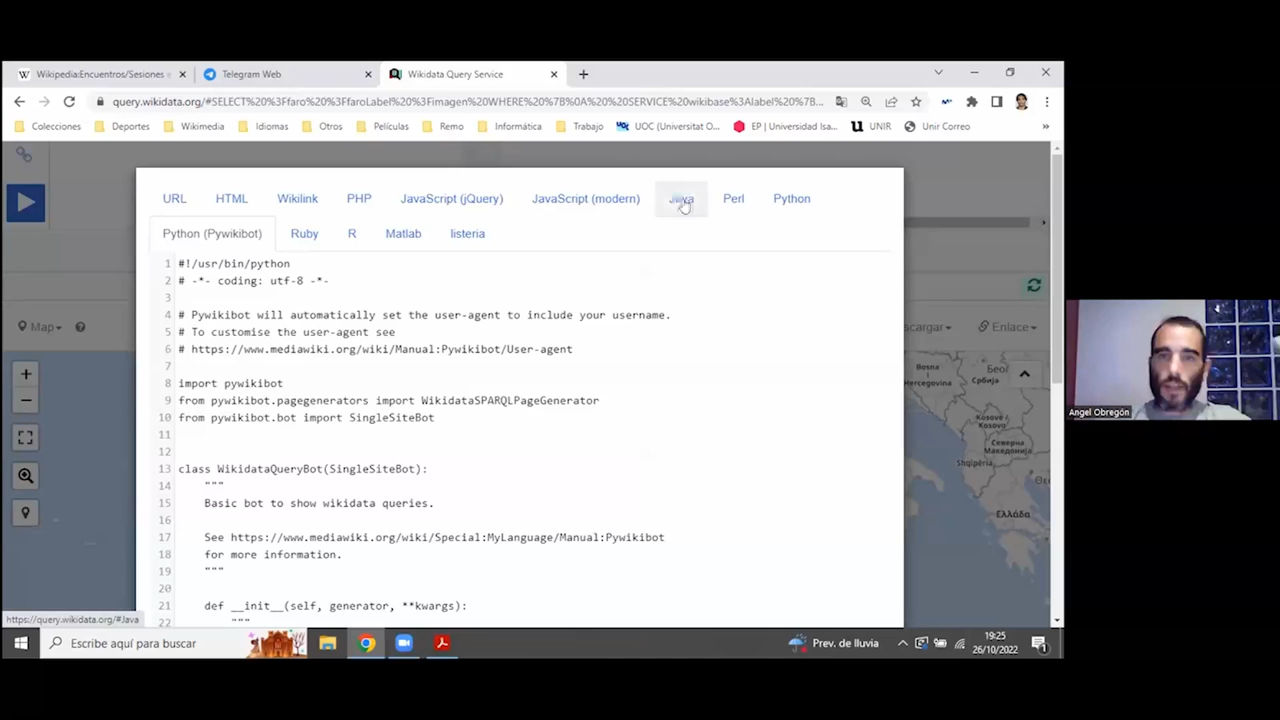 Wikipedia:Encuentros/Sesiones
Telegram Web
Wikidata Query Service
query.wikidata.org/#SELECT%20%3Ffaro%20%3FfaroLabel%20%3Fimagen%20WHERE%20%7B%0A%20%20SERVICE%20wikibase%3Alabel%20%7B...
Colecciones
Deportes
Wikimedia
Idiomas
Otros
Películas
Remo
Informática
Trabajo
UOC (Universitat O...
EP | Universidad Isa...
UNIR
Unir Correo
»
URL
HTML
Wikilink
PHP
JavaScript (jQuery)
JavaScript (modern)
Java
Perl
Python
Python (Pywikibot)
Ruby
R
Matlab
listeria
1 #!/usr/bin/python
2 # -*- coding: utf-8 -*-
3
4 # Pywikibot will automatically set the user-agent to include your username.
5 # To customise the user-agent see
6 # https://www.mediawiki.org/wiki/Manual:Pywikibot/User-agent
7
8 import pywikibot
9 from pywikibot.pagegenerators import WikidataSPARQLPageGenerator
10 from pywikibot.bot import SingleSiteBot
11
12
13 class WikidataQueryBot(SingleSiteBot):
14 """
15 Basic bot to show wikidata queries.
16
17 See https://www.mediawiki.org/wiki/Special:MyLanguage/Manual:Pywikibot
18 for more information.
19 """
20
21 def __init__(self, generator, **kwargs):
22 """
Map
scargar
Enlace
Bosna i
Hercegovina
Србија
Kosova /
Kosovo
Северна
Македонија
Shqipëria
Ελλάς
https://query.wikidata.org/#Java
Escribe aquí para buscar
Prev. de lluvia
19:25
26/10/2022
1
Angel Obregón